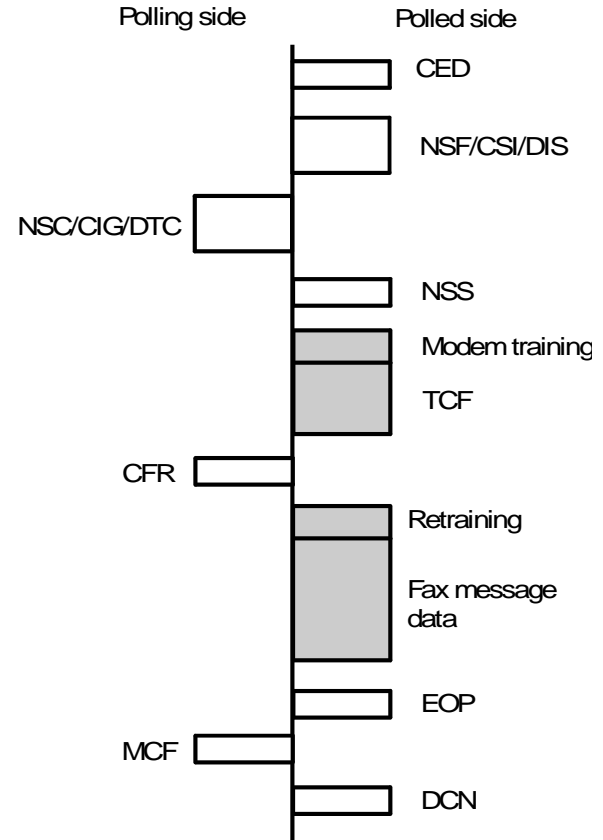 Polling side
Polled side
CED
NSF/CSI/DIS
NSC/CIG/DTC
NSS
Modem training
TCF
CFR
Retraining
Fax message
data
EOP
MCF
DCN